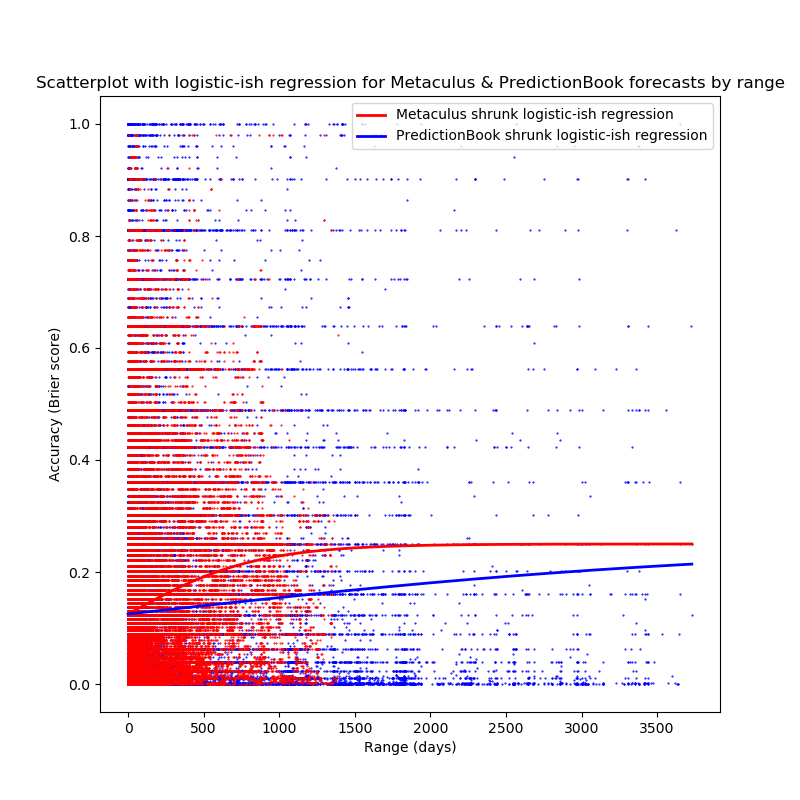 Scatterplot with logistic-ish regression for Metaculus & PredictionBook forecasts by range
Metaculus shrunk logistic-ish regression
PredictionBook shrunk logistic-ish regression
1.0
0.8
0.6
0.4
0.2
0.0
Accuracy (Brier score)
0 500 1000 1500 2000 2500 3000 3500
Range (days)